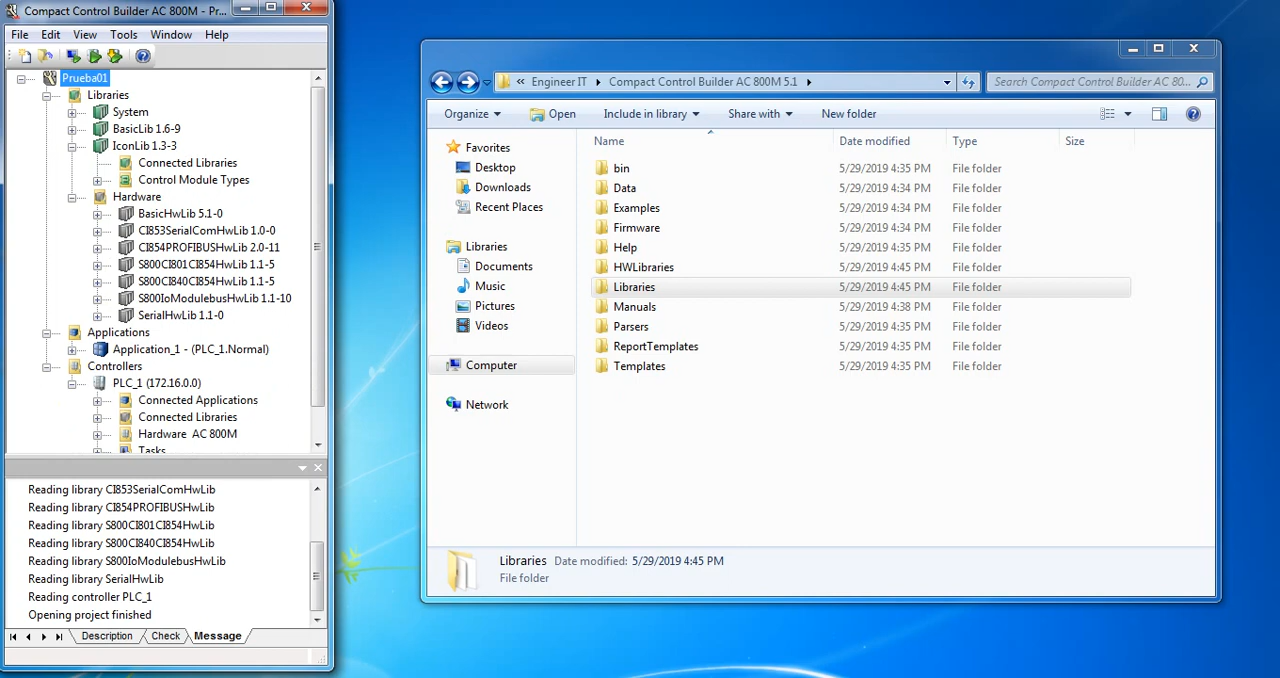 Compact Control Builder AC 800M - Pr...
File Edit View Tools Window Help
Prueba01
Libraries
System
BasicLib 1.6-9
IconLib 1.3-3
Connected Libraries
Control Module Types
Hardware
BasicHwLib 5.1-0
CI853SerialComHwLib 1.0-0
CI854PROFIBUSHwLib 2.0-11
S800CI801CI854HwLib 1.1-5
S800CI840CI854HwLib 1.1-5
S800IoModulebusHwLib 1.1-10
SerialHwLib 1.1-0
Applications
Application_1 - (PLC_1.Normal)
Controllers
PLC_1 (172.16.0.0)
Connected Applications
Connected Libraries
Hardware AC 800M
Tasks
Reading library CI853SerialComHwLib
Reading library CI854PROFIBUSHwLib
Reading library S800CI801CI854HwLib
Reading library S800CI840CI854HwLib
Reading library S800IoModulebusHwLib
Reading library SerialHwLib
Reading controller PLC_1
Opening project finished
Description Check Message
« Engineer IT Compact Control Builder AC 800M 5.1
Search Compact Control Builder AC 80...
Organize Open Include in library Share with New folder
Favorites
Desktop
Downloads
Recent Places
Libraries
Documents
Music
Pictures
Videos
Computer
Network
Name Date modified Type Size
bin 5/29/2019 4:35 PM File folder
Data 5/29/2019 4:34 PM File folder
Examples 5/29/2019 4:34 PM File folder
Firmware 5/29/2019 4:34 PM File folder
Help 5/29/2019 4:35 PM File folder
HWLibraries 5/29/2019 4:45 PM File folder
Libraries 5/29/2019 4:45 PM File folder
Manuals 5/29/2019 4:38 PM File folder
Parsers 5/29/2019 4:35 PM File folder
ReportTemplates 5/29/2019 4:35 PM File folder
Templates 5/29/2019 4:35 PM File folder
Libraries Date modified: 5/29/2019 4:45 PM
File folder